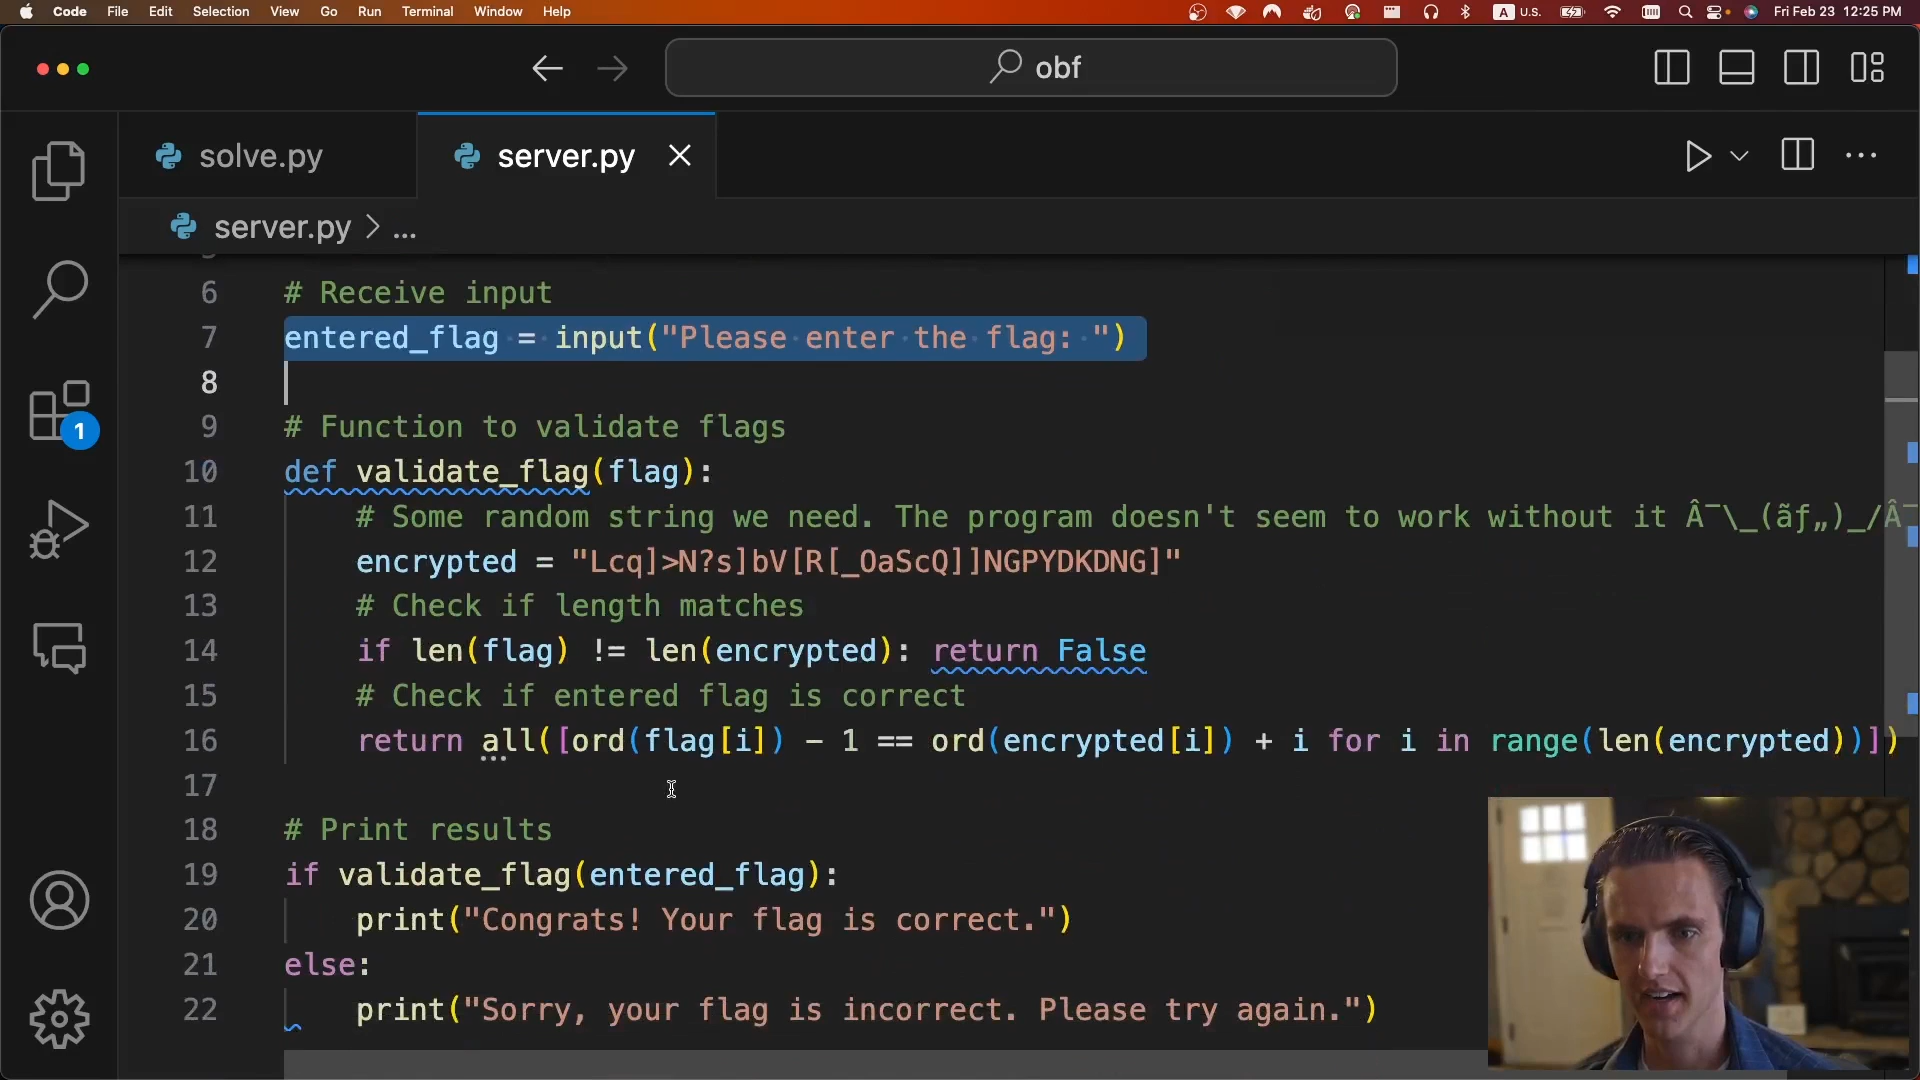 Code File Edit Selection View Go Run Terminal Window Help A U.S. Fri Feb 23 12:25 PM
obf
solve.py server.py
server.py > ...
6 # Receive input
7 entered_flag = input("Please enter the flag: ")
8
9 # Function to validate flags
10 def validate_flag(flag):
11 # Some random string we need. The program doesn't seem to work without it Â¯\_(ãƒ„)_/Â¯
12 encrypted = "Lcq]>N?s]bV[R[_OaScQ]]NGPYDKDNG]"
13 # Check if length matches
14 if len(flag) != len(encrypted): return False
15 # Check if entered flag is correct
16 return all([ord(flag[i]) - 1 == ord(encrypted[i]) + i for i in range(len(encrypted))])
17
18 # Print results
19 if validate_flag(entered_flag):
20 print("Congrats! Your flag is correct.")
21 else:
22 print("Sorry, your flag is incorrect. Please try again.")
1